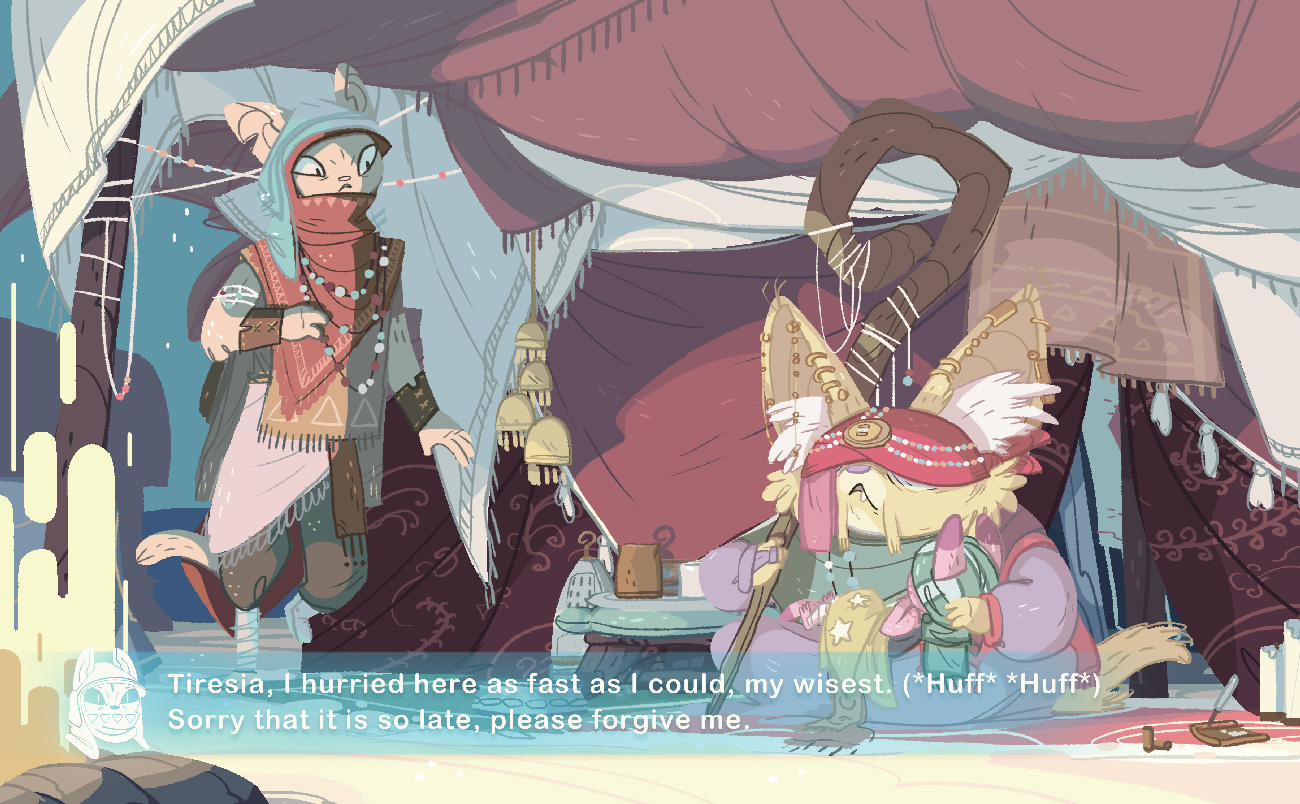 Tiresia, I hurried here as fast as I could, my wisest. (*Huff* *Huff*)
Sorry that it is so late, please forgive me.